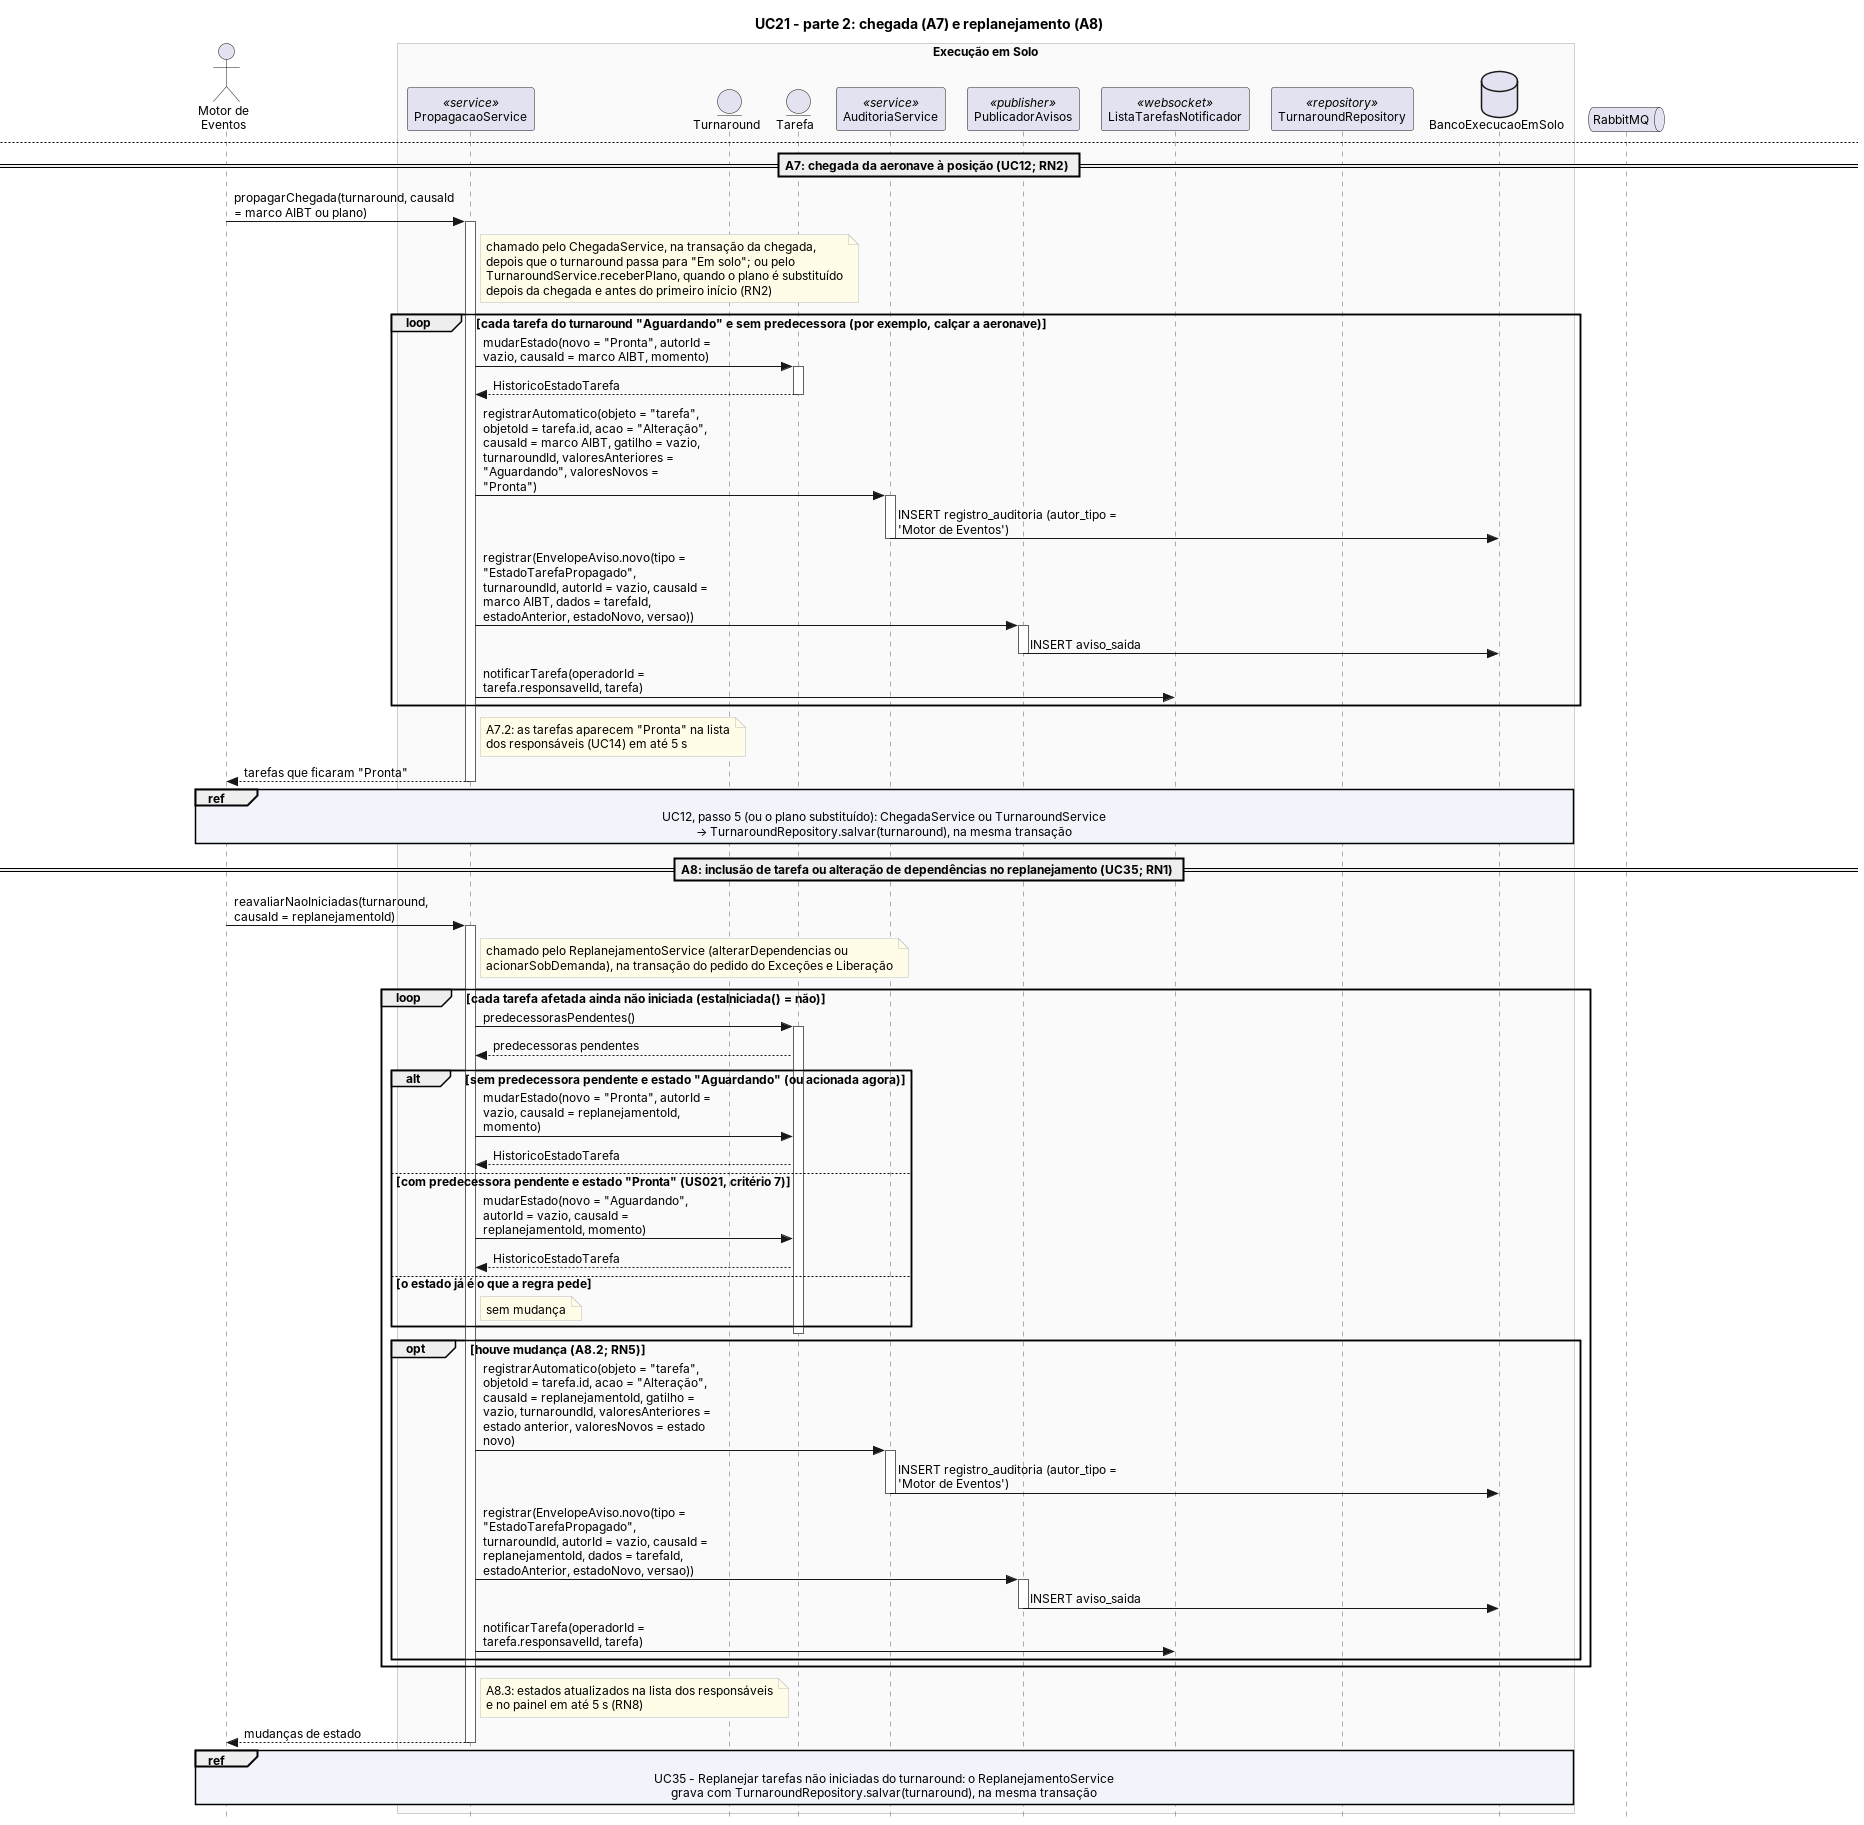 UC21 - parte 2: chegada (A7) e replanejamento (A8)
Execução em Solo
Motor de
Eventos
«service»
PropagacaoService
Turnaround
Tarefa
«service»
AuditoriaService
«publisher»
PublicadorAvisos
«websocket»
ListaTarefasNotificador
«repository»
TurnaroundRepository
BancoExecucaoEmSolo
RabbitMQ
A7: chegada da aeronave à posição (UC12; RN2)
propagarChegada(turnaround, causaId
= marco AIBT ou plano)
chamado pelo ChegadaService, na transação da chegada,
depois que o turnaround passa para "Em solo"; ou pelo
TurnaroundService.receberPlano, quando o plano é substituído
depois da chegada e antes do primeiro início (RN2)
loop
[cada tarefa do turnaround "Aguardando" e sem predecessora (por exemplo, calçar a aeronave)]
mudarEstado(novo = "Pronta", autorId =
vazio, causaId = marco AIBT, momento)
HistoricoEstadoTarefa
registrarAutomatico(objeto = "tarefa",
objetoId = tarefa.id, acao = "Alteração",
causaId = marco AIBT, gatilho = vazio,
turnaroundId, valoresAnteriores =
"Aguardando", valoresNovos =
"Pronta")
INSERT registro_auditoria (autor_tipo =
'Motor de Eventos')
registrar(EnvelopeAviso.novo(tipo =
"EstadoTarefaPropagado",
turnaroundId, autorId = vazio, causaId =
marco AIBT, dados = tarefaId,
estadoAnterior, estadoNovo, versao))
INSERT aviso_saida
notificarTarefa(operadorId =
tarefa.responsavelId, tarefa)
A7.2: as tarefas aparecem "Pronta" na lista
dos responsáveis (UC14) em até 5 s
tarefas que ficaram "Pronta"
ref
UC12, passo 5 (ou o plano substituído): ChegadaService ou TurnaroundService
→ TurnaroundRepository.salvar(turnaround), na mesma transação
A8: inclusão de tarefa ou alteração de dependências no replanejamento (UC35; RN1)
reavaliarNaoIniciadas(turnaround,
causaId = replanejamentoId)
chamado pelo ReplanejamentoService (alterarDependencias ou
acionarSobDemanda), na transação do pedido do Exceções e Liberação
loop
[cada tarefa afetada ainda não iniciada (estaIniciada() = não)]
predecessorasPendentes()
predecessoras pendentes
alt
[sem predecessora pendente e estado "Aguardando" (ou acionada agora)]
mudarEstado(novo = "Pronta", autorId =
vazio, causaId = replanejamentoId,
momento)
HistoricoEstadoTarefa
[com predecessora pendente e estado "Pronta" (US021, critério 7)]
mudarEstado(novo = "Aguardando",
autorId = vazio, causaId =
replanejamentoId, momento)
HistoricoEstadoTarefa
[o estado já é o que a regra pede]
sem mudança
opt
[houve mudança (A8.2; RN5)]
registrarAutomatico(objeto = "tarefa",
objetoId = tarefa.id, acao = "Alteração",
causaId = replanejamentoId, gatilho =
vazio, turnaroundId, valoresAnteriores =
estado anterior, valoresNovos = estado
novo)
INSERT registro_auditoria (autor_tipo =
'Motor de Eventos')
registrar(EnvelopeAviso.novo(tipo =
"EstadoTarefaPropagado",
turnaroundId, autorId = vazio, causaId =
replanejamentoId, dados = tarefaId,
estadoAnterior, estadoNovo, versao))
INSERT aviso_saida
notificarTarefa(operadorId =
tarefa.responsavelId, tarefa)
A8.3: estados atualizados na lista dos responsáveis
e no painel em até 5 s (RN8)
mudanças de estado
ref
UC35 - Replanejar tarefas não iniciadas do turnaround: o ReplanejamentoService
grava com TurnaroundRepository.salvar(turnaround), na mesma transação